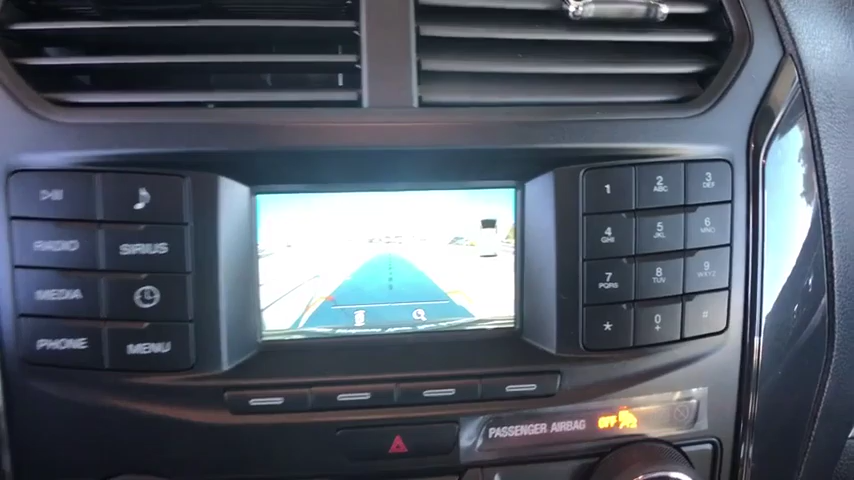 RADIO
SIRIUS
MEDIA
PHONE
MENU
1
2
ABC
3
DEF
4
GHI
5
JKL
6
MNO
7
PQRS
8
TUV
9
WXYZ
*
0
+
#
PASSENGER AIRBAG
OFF